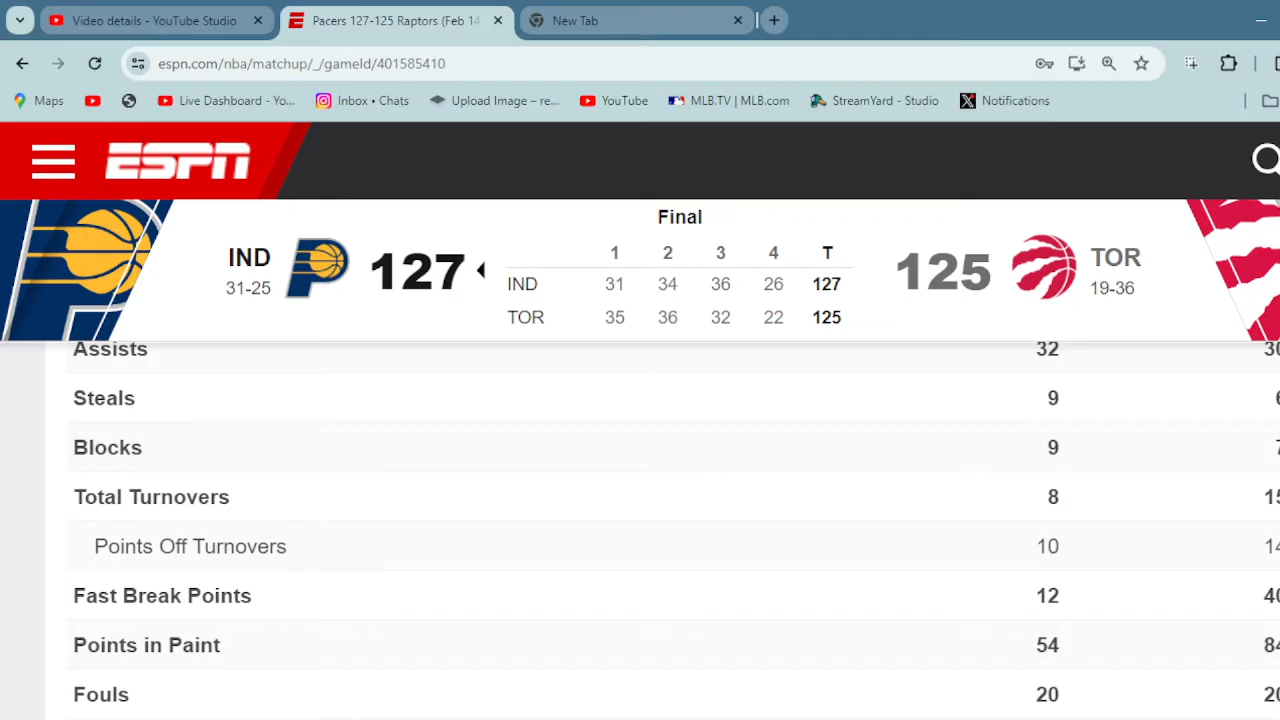 Video details - YouTube Studio
Pacers 127-125 Raptors (Feb 14
New Tab
espn.com/nba/matchup/_/gameId/401585410
Maps
Live Dashboard - Yo...
Inbox • Chats
Upload Image – re...
YouTube
MLB.TV | MLB.com
StreamYard - Studio
Notifications
ESPN
Final
IND 127 1 2 3 4 T 125 TOR
31-25 IND 31 34 36 26 127 19-36
TOR 35 36 32 22 125
Assists 32
Steals 9
Blocks 9
Total Turnovers 8
Points Off Turnovers 10
Fast Break Points 12
Points in Paint 54
Fouls 20